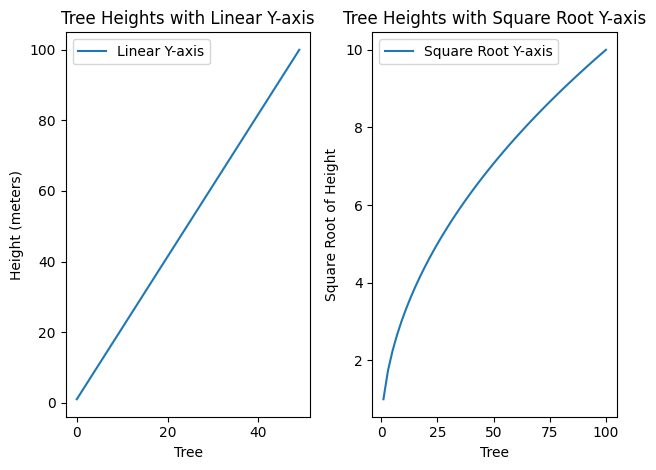 Tree Heights with Linear Y-axis
Linear Y-axis
Height (meters)
100
80
60
40
20
0
0 20 40
Tree
Tree Heights with Square Root Y-axis
Square Root Y-axis
Square Root of Height
10
8
6
4
2
0 25 50 75 100
Tree